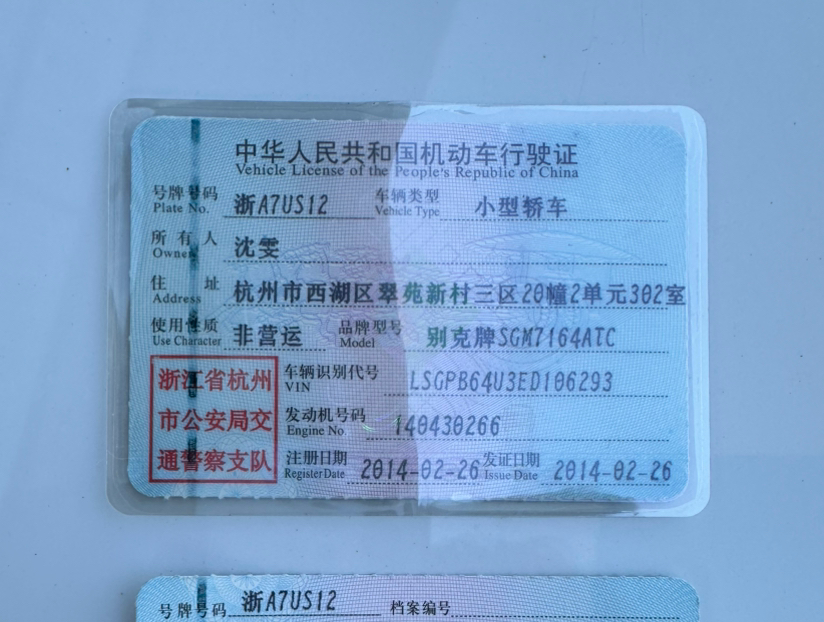 中华人民共和国机动车行驶证
Vehicle License of the People's Republic of China
号牌号码 浙A7US12 车辆类型 小型轿车
Plate No. Vehicle Type
所有人 沈雯
Owner
住址 杭州市西湖区翠苑新村三区20幢2单元302室
Address
使用性质 非营运 品牌型号 别克牌SGM7164ATC
Use Character Model
浙江省杭州
市公安局交
通警察支队
车辆识别代号 LSGPB64U3ED106293
VIN
发动机号码 140430266
Engine No.
注册日期 2014-02-26 发证日期 2014-02-26
Register Date Issue Date
号牌号码 浙A7US12 档案编号